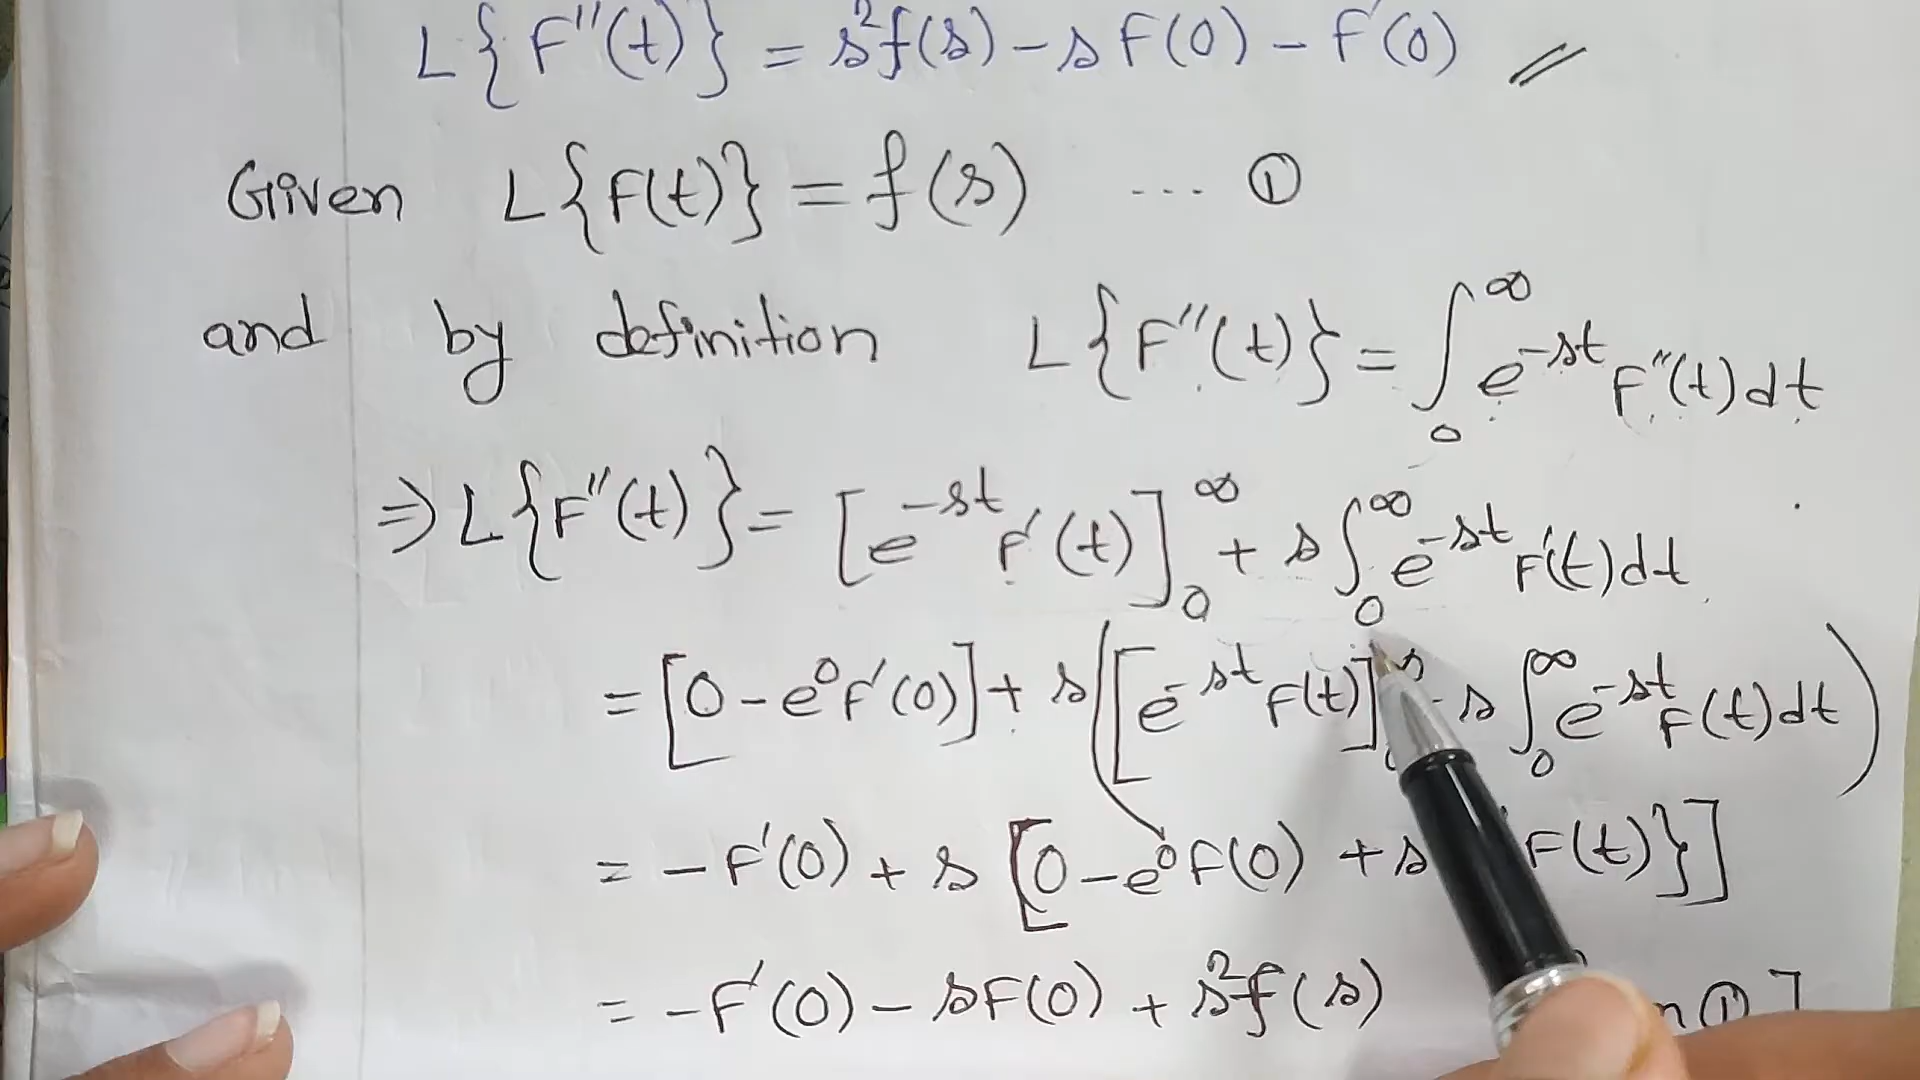 L{F''(t)} = s²f(s) - sF(0) - F'(0) //
Given L{F(t)} = f(s) ---- ①
and by definition L{F''(t)} = ∫₀^∞ e^{-st} F''(t) dt
⇒ L{F''(t)} = [e^{-st} F'(t)]₀^∞ + s∫₀^∞ e^{-st} F'(t) dt
= [0 - e⁰F'(0)] + s([e^{-st} F(t)] s∫₀^∞ e^{-st} F(t) dt)
= -F'(0) + s[0 - e⁰F(0) + s F(t)}]
= -F'(0) - sF(0) + s²f(s) ①]